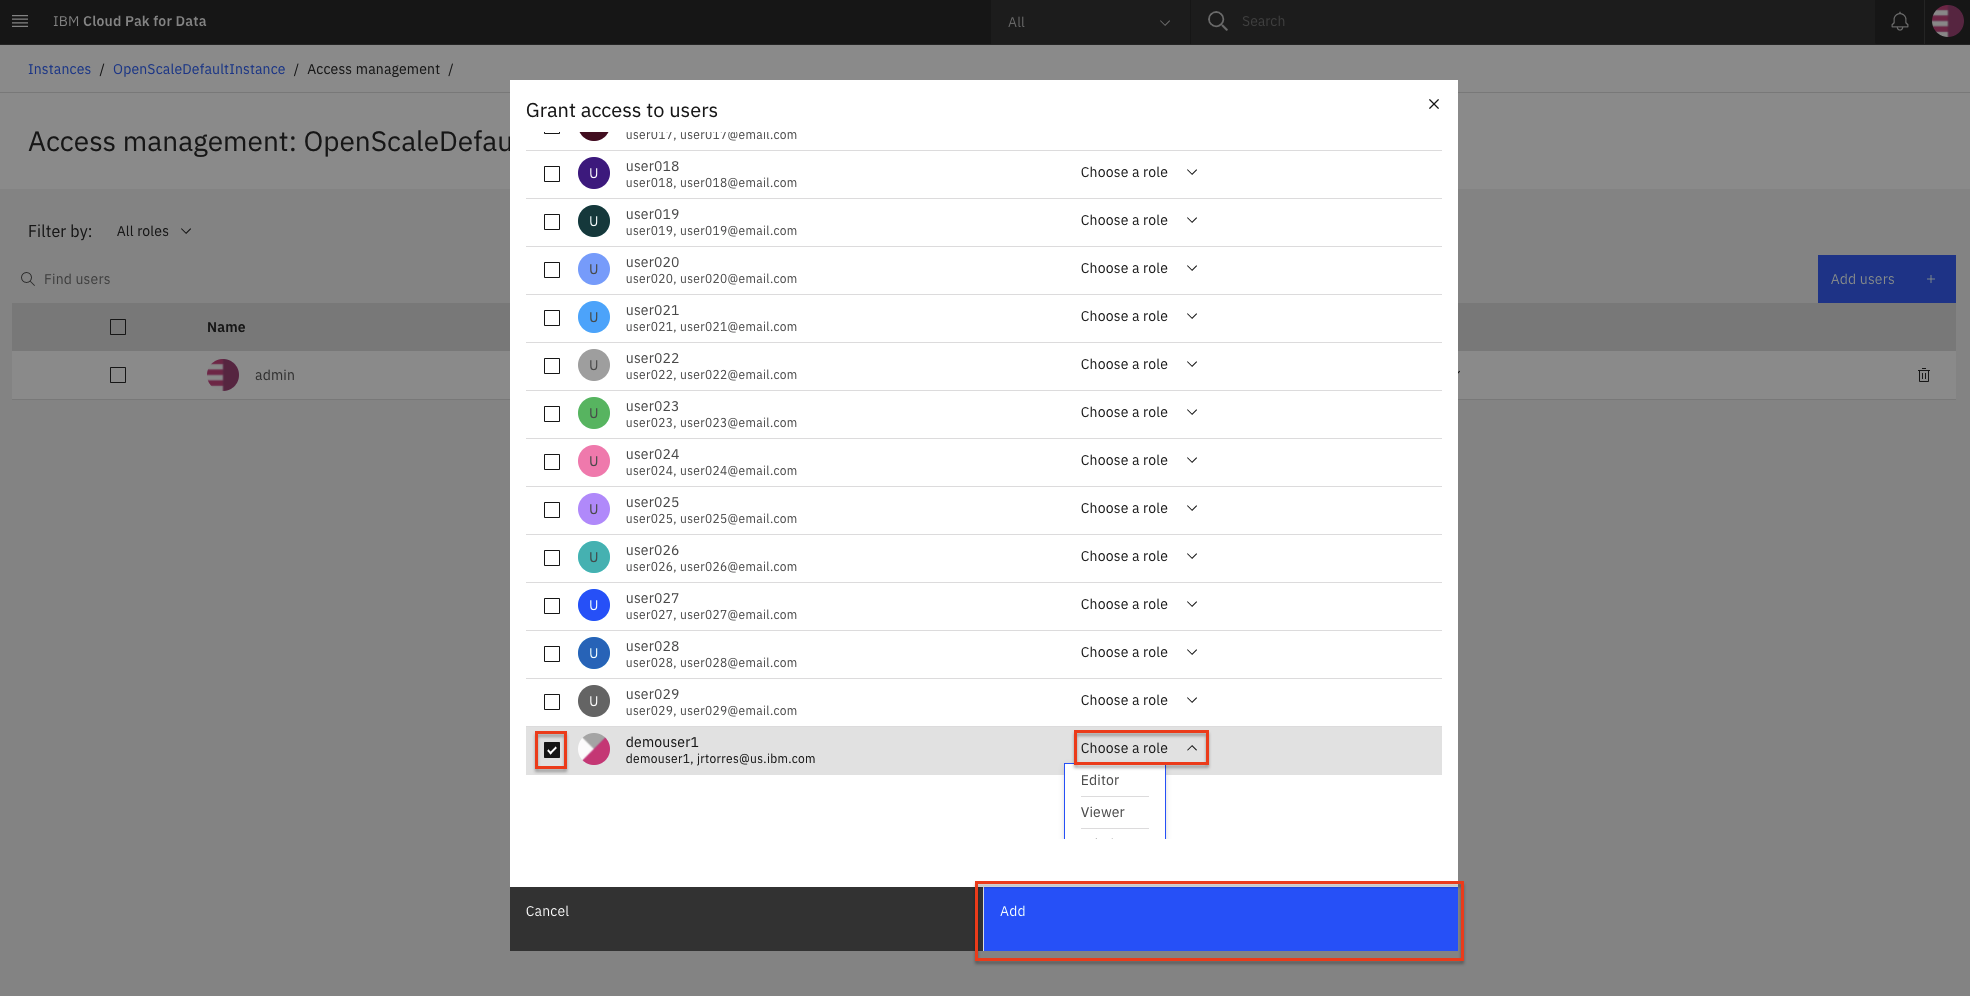 IBM Cloud Pak for Data
All
Search
Instances / OpenScaleDefaultInstance / Access management /
Access management: OpenScaleDefau
Filter by: All roles
Find users
Add users +
Name
admin
Grant access to users
user017, user017@email.com
user018
user018, user018@email.com
Choose a role
user019
user019, user019@email.com
Choose a role
user020
user020, user020@email.com
Choose a role
user021
user021, user021@email.com
Choose a role
user022
user022, user022@email.com
Choose a role
user023
user023, user023@email.com
Choose a role
user024
user024, user024@email.com
Choose a role
user025
user025, user025@email.com
Choose a role
user026
user026, user026@email.com
Choose a role
user027
user027, user027@email.com
Choose a role
user028
user028, user028@email.com
Choose a role
user029
user029, user029@email.com
Choose a role
demouser1
demouser1, jrtorres@us.ibm.com
Choose a role
Editor
Viewer
Cancel
Add
U
U
U
U
U
U
U
U
U
U
U
U